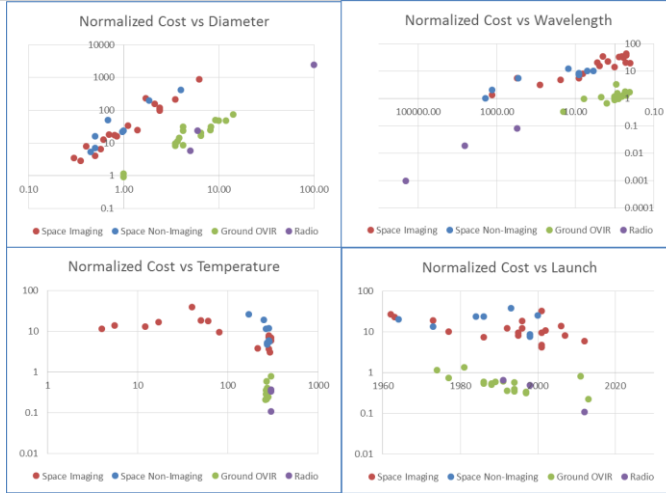 Normalized Cost vs Diameter
10000
1000
100
10
1
0.1
0.10 1.00 10.00 100.00
Space Imaging Space Non-Imaging Ground OVIR Radio
Normalized Cost vs Wavelength
100
10
100000.00 1000.00 10.00 0.10
1
0.1
0.01
0.001
0.0001
Space Imaging Space Non-Imaging Ground OVIR Radio
Normalized Cost vs Temperature
100
10
1
1 10 100 1000
0.1
0.01
Space Imaging Space Non-Imaging Ground OVIR Radio
Normalized Cost vs Launch
100
10
1
1960 1980 2000 2020
0.1
0.01
Space Imaging Space Non-Imaging Ground OVIR Radio